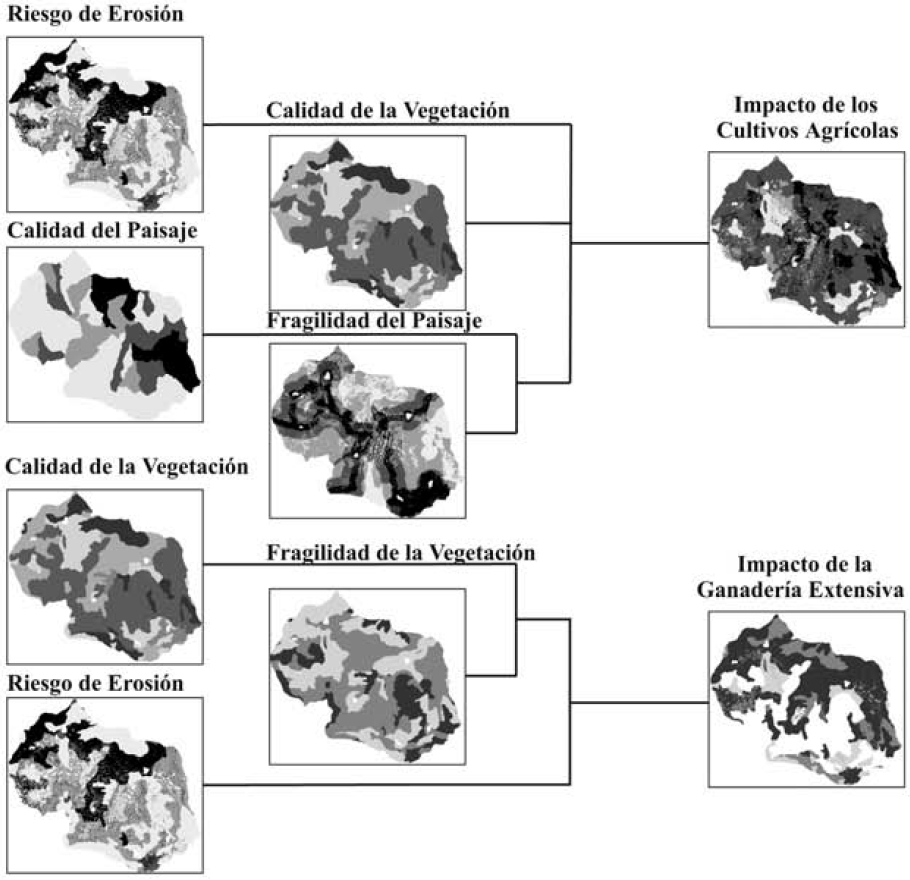 Riesgo de Erosión
Calidad de la Vegetación
Impacto de los
Cultivos Agrícolas
Calidad del Paisaje
Fragilidad del Paisaje
Calidad de la Vegetación
Fragilidad de la Vegetación
Impacto de la
Ganadería Extensiva
Riesgo de Erosión